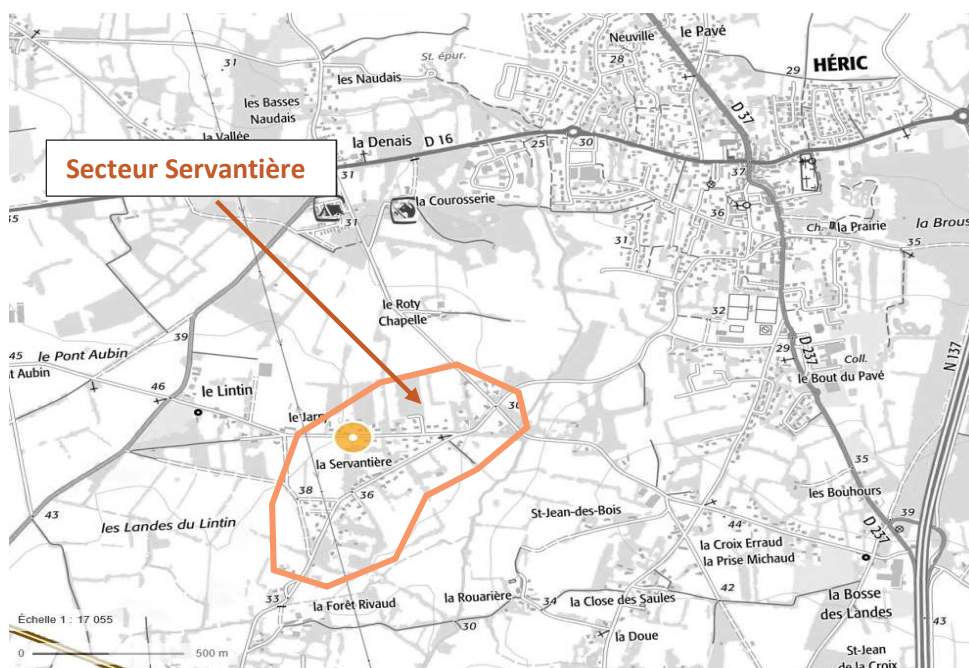 Neuville
le Pavé
31
28
les Naudais
St. épur.
29
HÉRIC
les Basses
Naudais
D 37
la Vallée
la Denais
D 16
25
30
Secteur Servantière
31
37
35
la Courosserie
36
31
Ch.
la Prairie
la Brous
31
35
le Roty
Chapelle
32
39
45
le Pont Aubin
29
t Aubin
D 237
Coll.
N 137
46
le Lintin
le Bout du Pavé
30
le Jarr
la Servantière
35
38
36
les Bouhours
43
les Landes du Lintin
St-Jean-des-Bois
44
39
D 237
la Croix Erraud
la Prise Michaud
33
la Forêt Rivaud
la Rouarière
34
la Close des Saules
42
la Bosse
des Landes
43
Échelle 1 : 17 055
30
la Doue
0
500 m
St-Jean
de la Croix